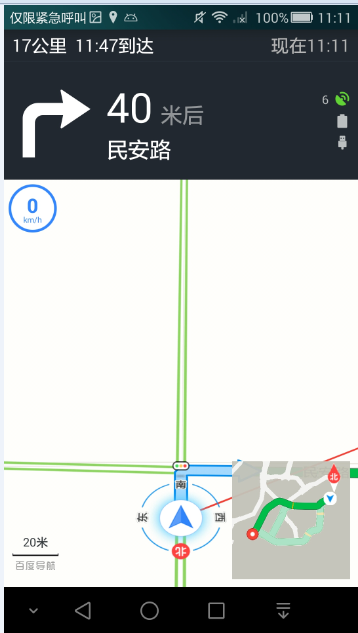 仅限紧急呼叫 100% 11:11
17公里 11:47到达 现在11:11
40 米后
民安路
6
0
km/h
南
东 西
北
北
20米
百度导航